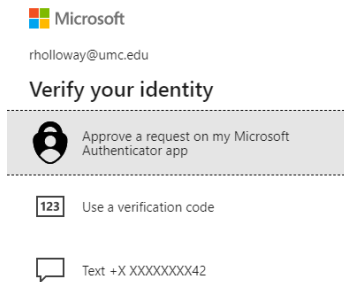 Microsoft
rholloway@umc.edu
Verify your identity
Approve a request on my Microsoft
Authenticator app
123
Use a verification code
Text +X XXXXXXXX42